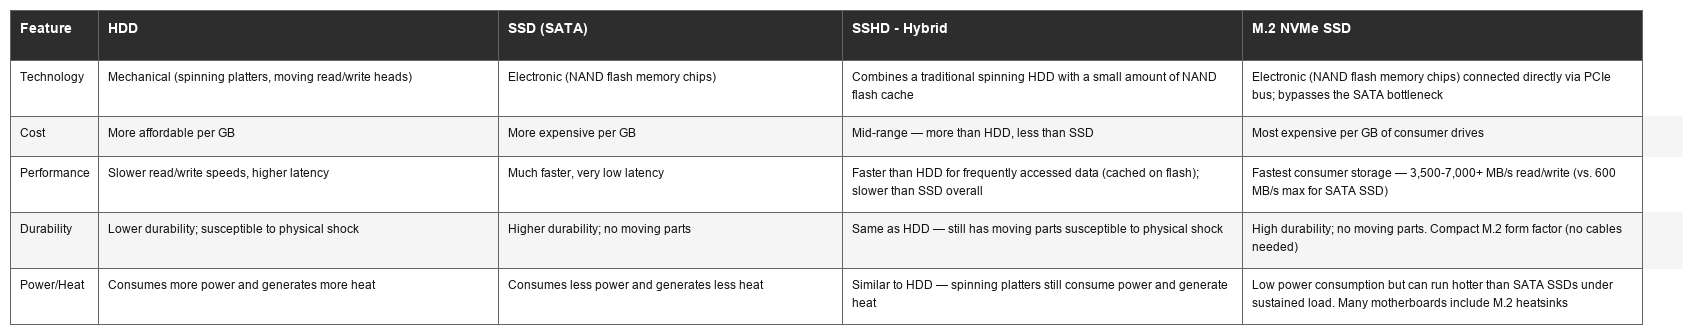 Feature HDD SSD (SATA) SSHD - Hybrid M.2 NVMe SSD
Technology Mechanical (spinning platters, moving read/write heads) Electronic (NAND flash memory chips) Combines a traditional spinning HDD with a small amount of NAND Electronic (NAND flash memory chips) connected directly via PCIe
flash cache bus; bypasses the SATA bottleneck
Cost More affordable per GB More expensive per GB Mid-range — more than HDD, less than SSD Most expensive per GB of consumer drives
Performance Slower read/write speeds, higher latency Much faster, very low latency Faster than HDD for frequently accessed data (cached on flash); Fastest consumer storage — 3,500-7,000+ MB/s read/write (vs. 600
slower than SSD overall MB/s max for SATA SSD)
Durability Lower durability; susceptible to physical shock Higher durability; no moving parts Same as HDD — still has moving parts susceptible to physical shock High durability; no moving parts. Compact M.2 form factor (no cables
needed)
Power/Heat Consumes more power and generates more heat Consumes less power and generates less heat Similar to HDD — spinning platters still consume power and generate Low power consumption but can run hotter than SATA SSDs under
heat sustained load. Many motherboards include M.2 heatsinks